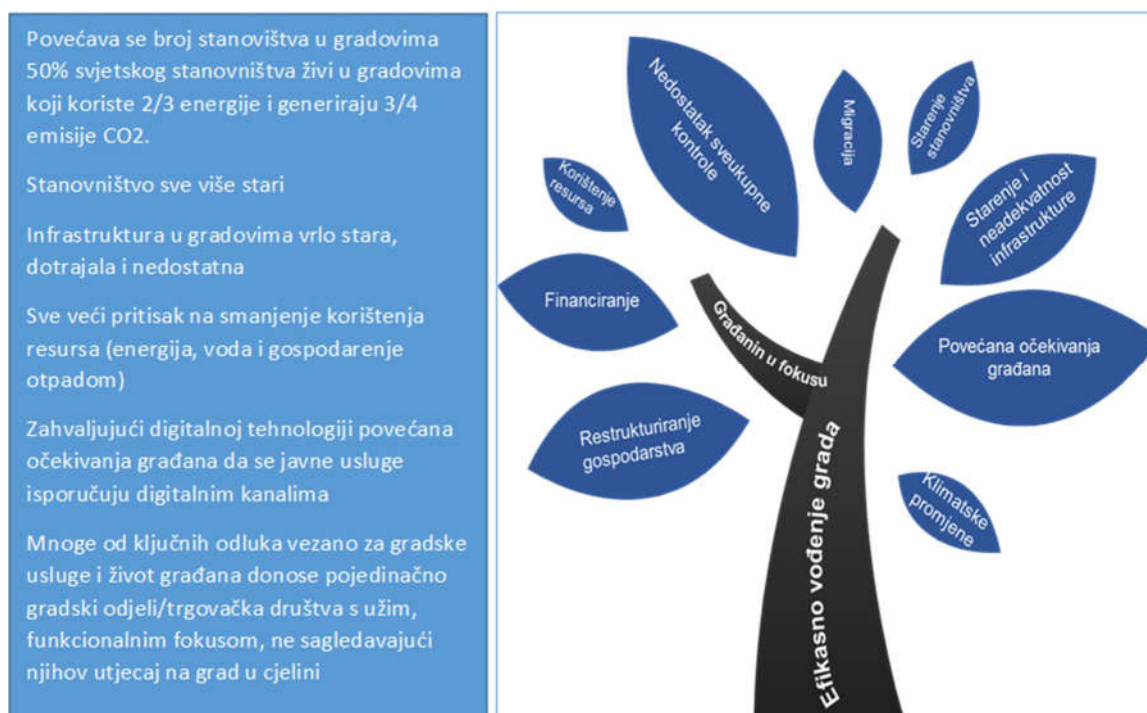 Povećava se broj stanovištva u gradovima
50% svjetskog stanovništva živi u gradovima
koji koriste 2/3 energije i generiraju 3/4
emisije CO2.
Stanovništvo sve više stari
Infrastruktura u gradovima vrlo stara,
dotrajala i nedostatna
Sve veći pritisak na smanjenje korištenja
resursa (energija, voda i gospodarenje
otpadom)
Zahvaljujući digitalnoj tehnologiji povećana
očekivanja građana da se javne usluge
isporučuju digitalnim kanalima
Mnoge od ključnih odluka vezano za gradske
usluge i život građana donose pojedinačno
gradski odjeli/trgovačka društva s užim,
funkcionalnim fokusom, ne sagledavajući
njihov utjecaj na grad u cjelini
Nedostatak sveukupne
kontrole
Migracija
Starenje
stanovništva
Korištenje
resursa
Starenje i
neadekvatnost
infrastrukture
Financiranje
Građanin u fokusu
Povećana očekivanja
građana
Restrukturiranje
gospodarstva
Klimatske
promjene
Efikasno vođenje grada